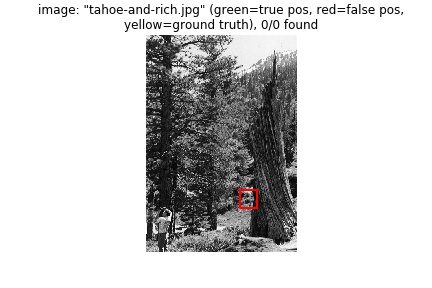 image: "tahoe-and-rich.jpg" (green=true pos, red=false pos,
yellow=ground truth), 0/0 found